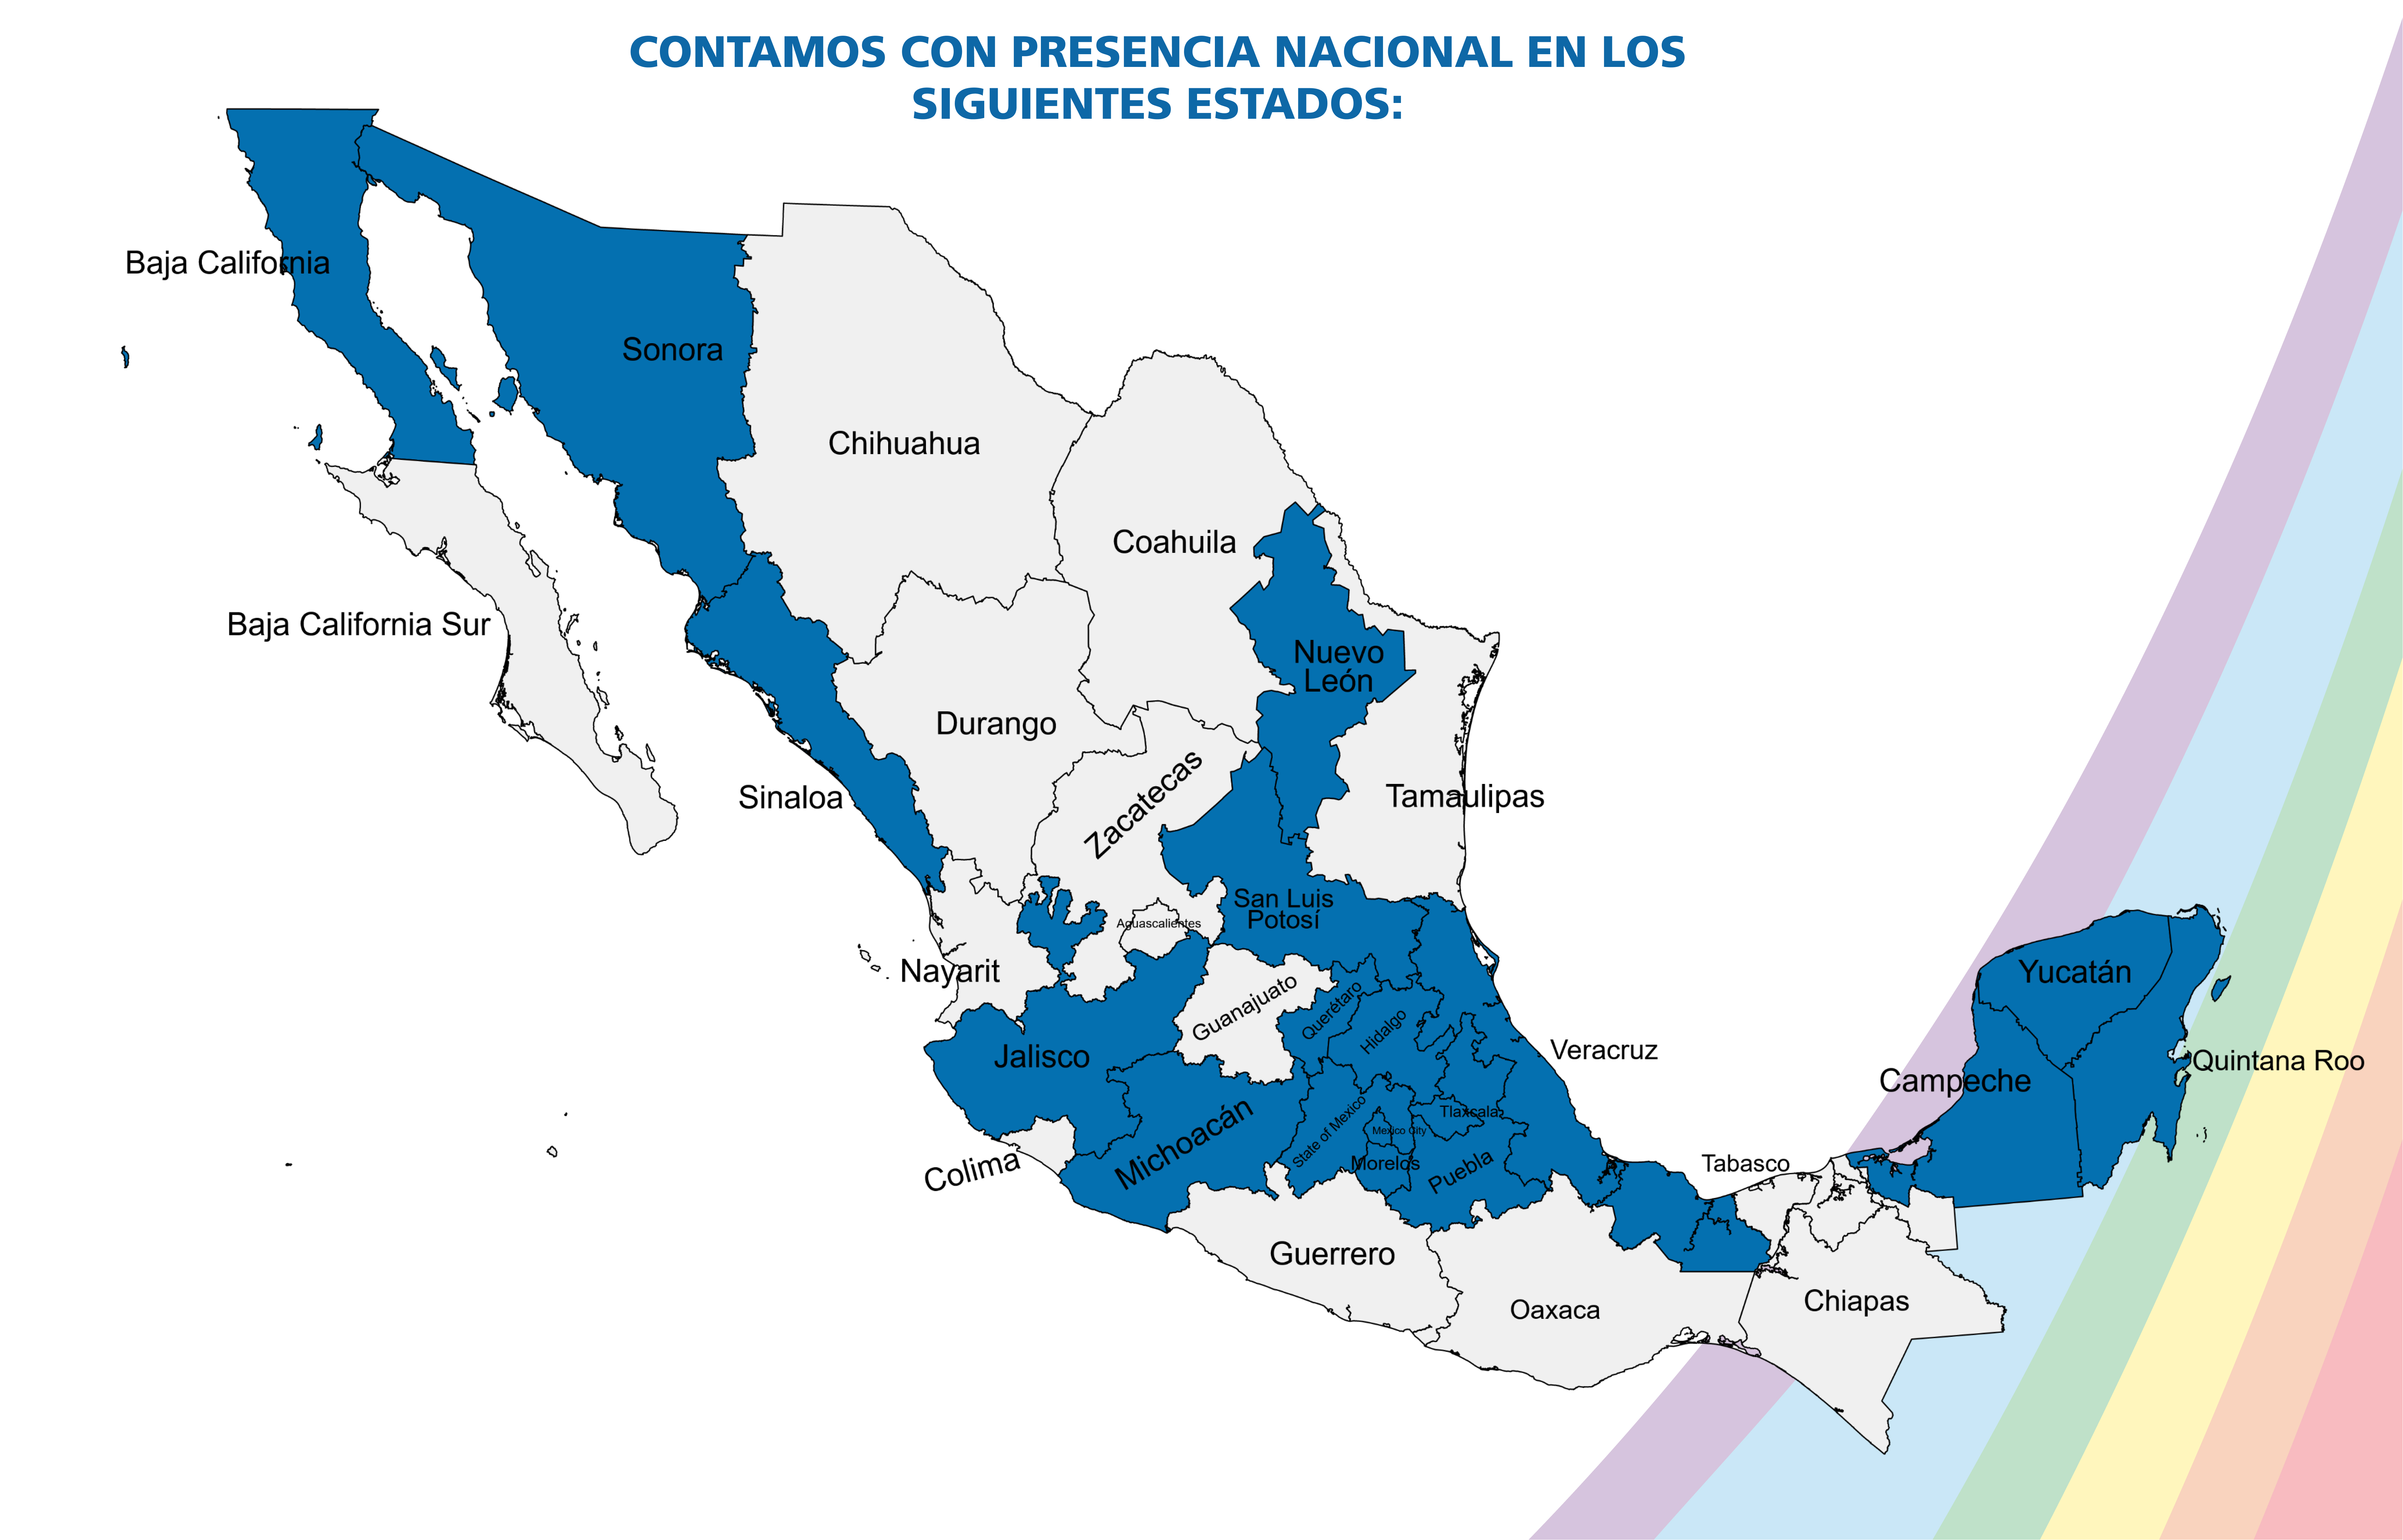 CONTAMOS CON PRESENCIA NACIONAL EN LOS
SIGUIENTES ESTADOS:
Baja California
Sonora
Chihuahua
Coahuila
Baja California Sur
Nuevo
León
Durango
Sinaloa
Zacatecas
Tamaulipas
San Luis
Potosí
Aguascalientes
Nayarit
Yucatán
Guanajuato
Querétaro
Hidalgo
Jalisco
Veracruz
Quintana Roo
Campeche
Michoacán
State of Mexico
Tlaxcala
Mexico City
Morelos
Puebla
Colima
Tabasco
Guerrero
Oaxaca
Chiapas